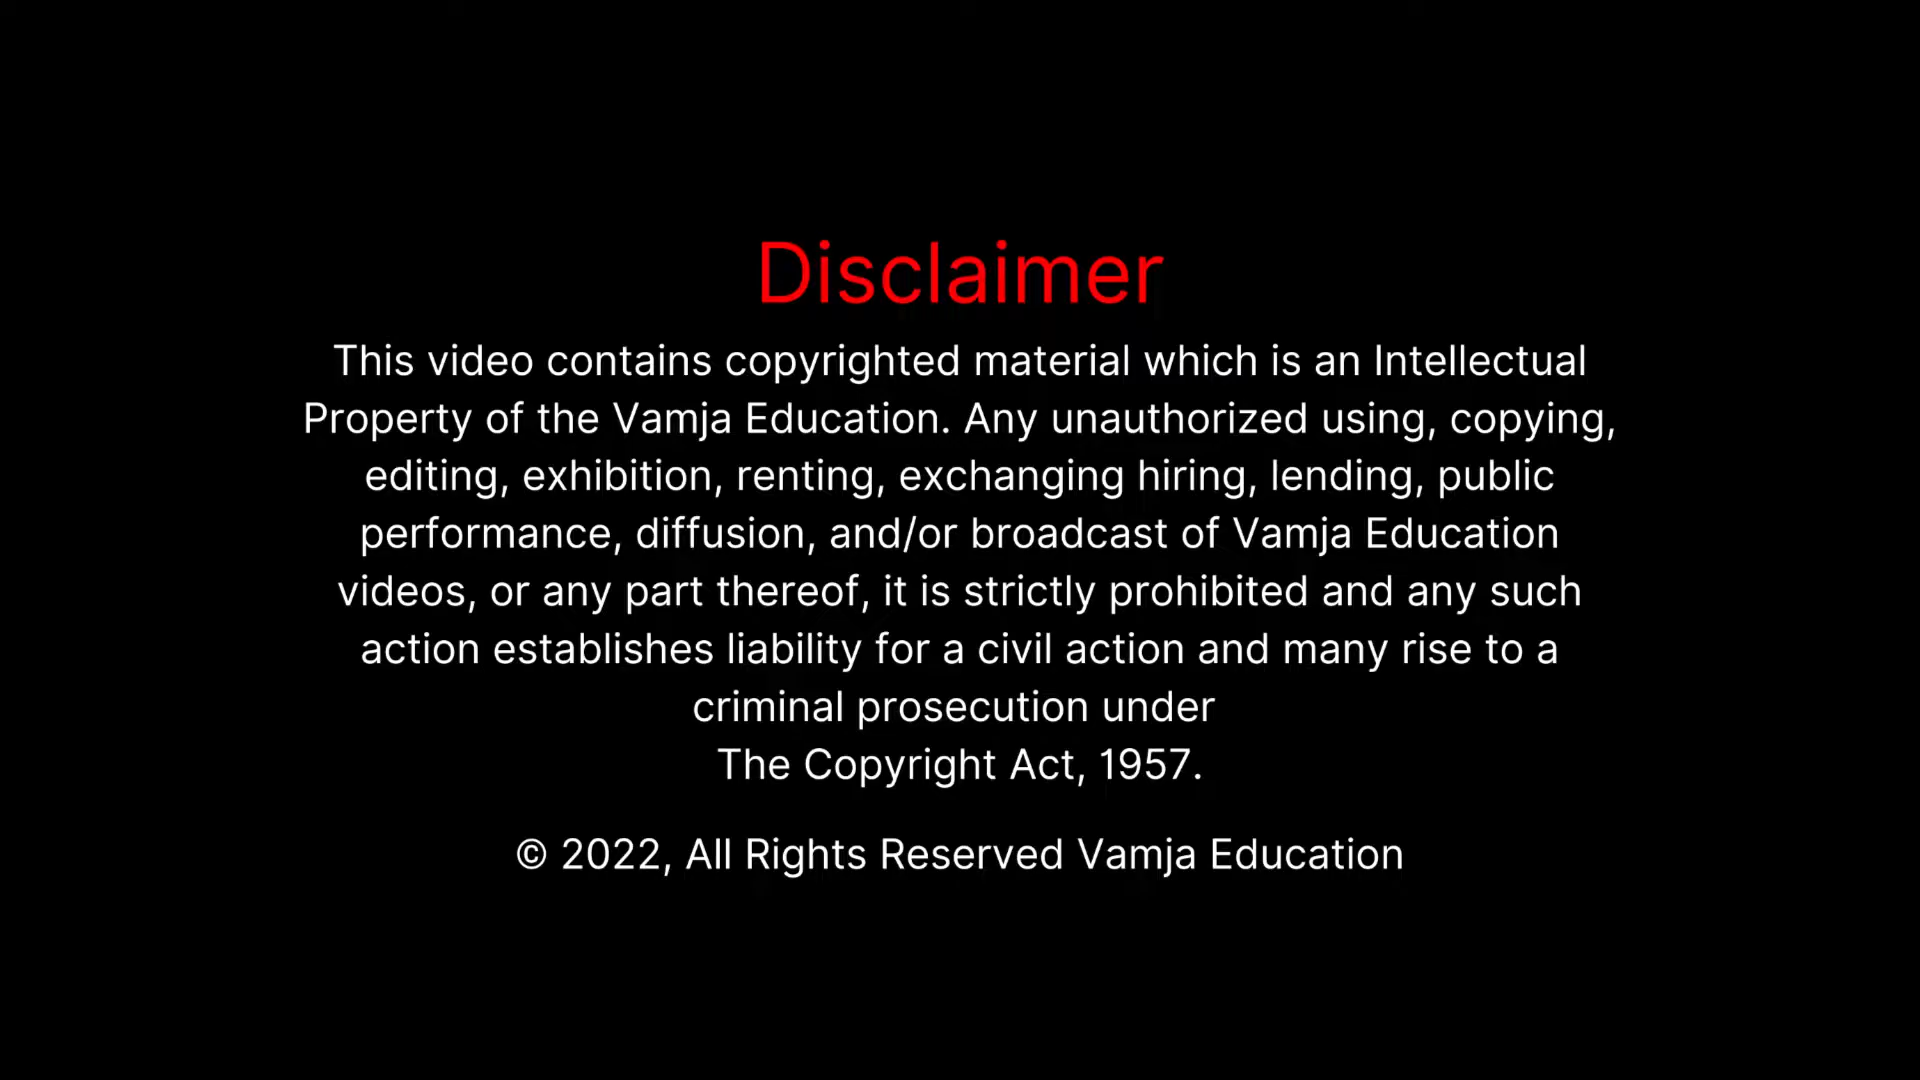 Disclaimer
This video contains copyrighted material which is an Intellectual
Property of the Vamja Education. Any unauthorized using, copying,
editing, exhibition, renting, exchanging hiring, lending, public
performance, diffusion, and/or broadcast of Vamja Education
videos, or any part thereof, it is strictly prohibited and any such
action establishes liability for a civil action and many rise to a
criminal prosecution under
The Copyright Act, 1957.
© 2022, All Rights Reserved Vamja Education